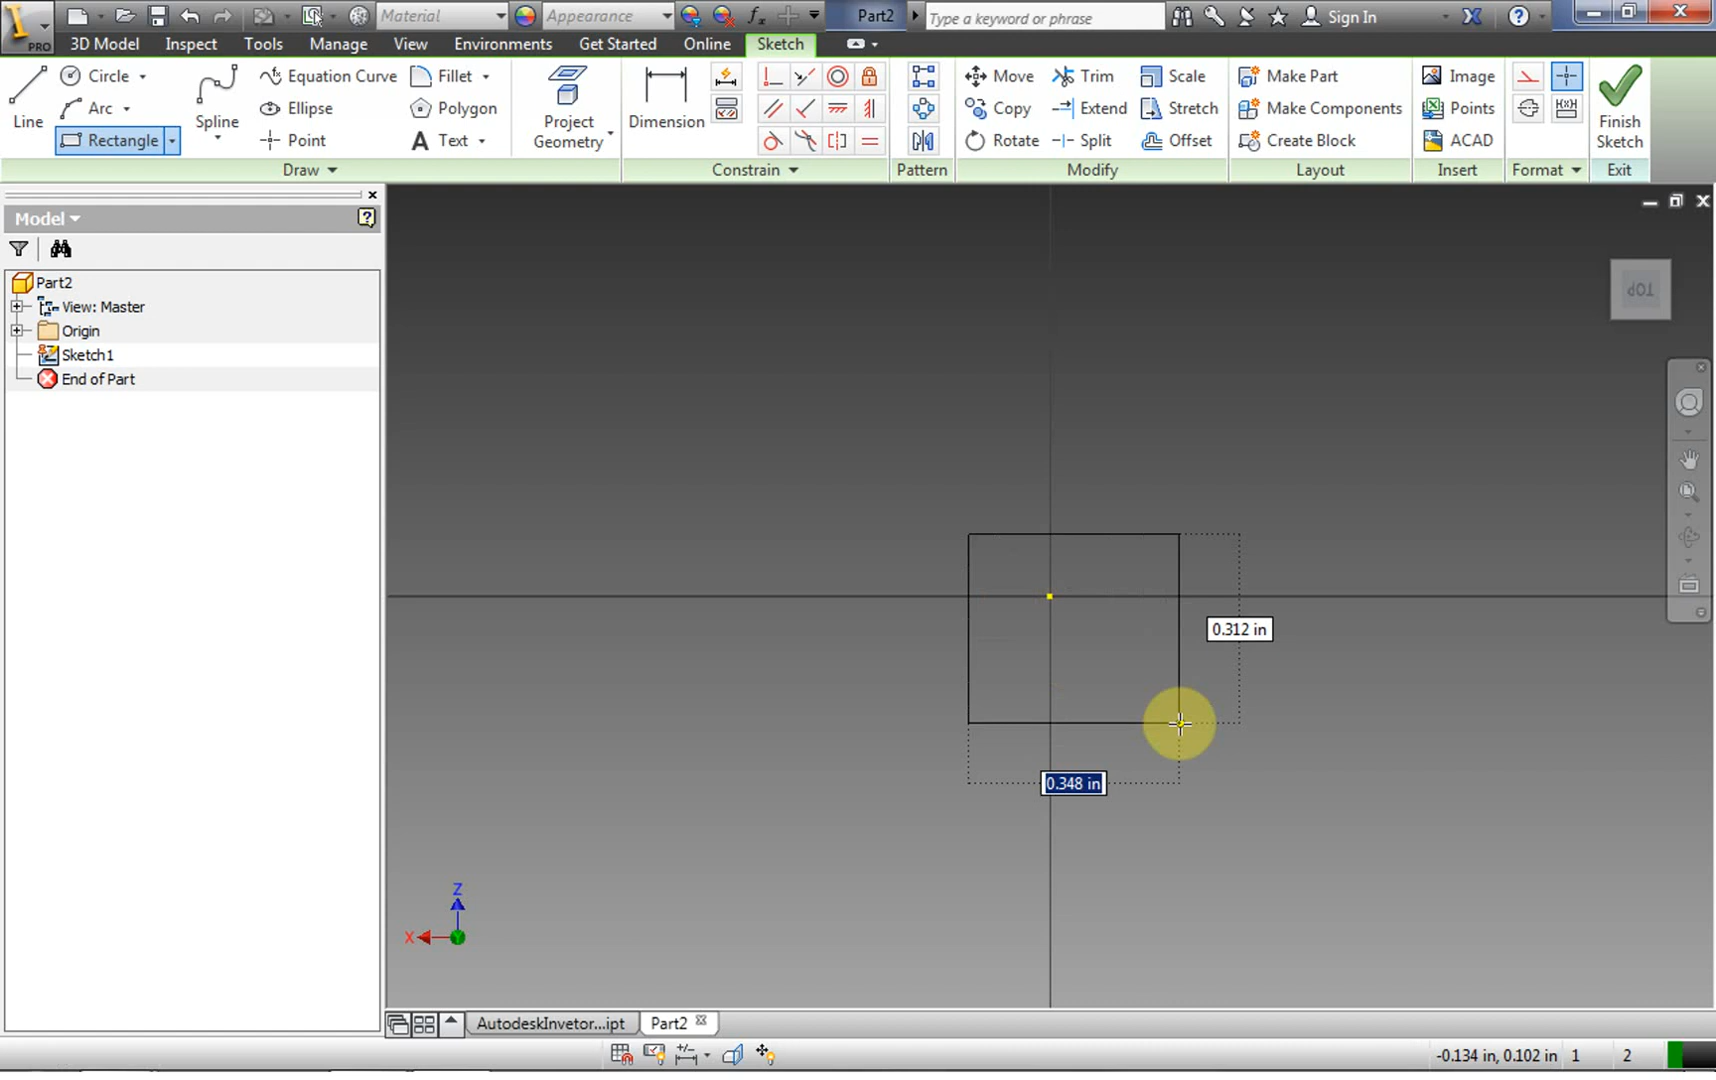 PRO
Material
Appearance
Part2
Type a keyword or phrase
Sign In
3D Model Inspect Tools Manage View Environments Get Started Online Sketch
Line
Circle
Arc
Rectangle
Spline
Equation Curve
Ellipse
Point
Fillet
Polygon
Text
Project Geometry
Dimension
Move
Copy
Rotate
Trim
Extend
Split
Scale
Stretch
Offset
Make Part
Make Components
Create Block
Image
Points
ACAD
Finish Sketch
Draw Constrain Pattern Modify Layout Insert Format Exit
Model
Part2
View: Master
Origin
Sketch1
End of Part
TOP
0.312 in
0.348 in
Z
X
AutodeskInvetor...ipt Part2
-0.134 in, 0.102 in 1 2